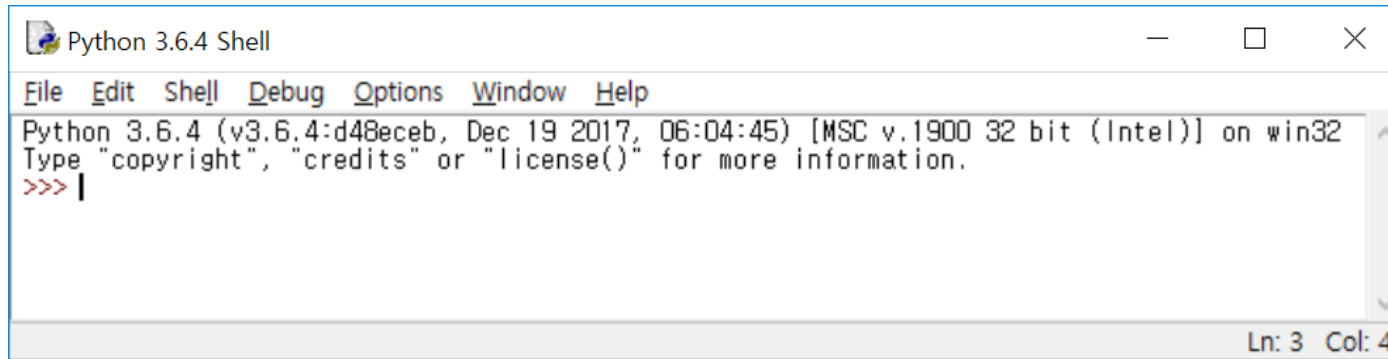 Python 3.6.4 Shell
File Edit Shell Debug Options Window Help
Python 3.6.4 (v3.6.4:d48eceb, Dec 19 2017, 06:04:45) [MSC v.1900 32 bit (Intel)] on win32
Type "copyright", "credits" or "license()" for more information.
>>>
Ln: 3 Col: 4